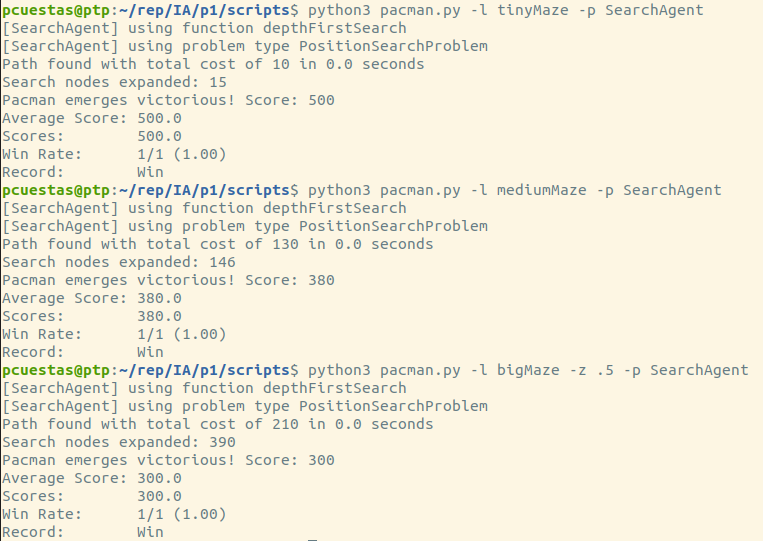 pcuestas@ptp:~/rep/IA/p1/scripts$ python3 pacman.py -l tinyMaze -p SearchAgent
[SearchAgent] using function depthFirstSearch
[SearchAgent] using problem type PositionSearchProblem
Path found with total cost of 10 in 0.0 seconds
Search nodes expanded: 15
Pacman emerges victorious! Score: 500
Average Score: 500.0
Scores:        500.0
Win Rate:      1/1 (1.00)
Record:        Win
pcuestas@ptp:~/rep/IA/p1/scripts$ python3 pacman.py -l mediumMaze -p SearchAgent
[SearchAgent] using function depthFirstSearch
[SearchAgent] using problem type PositionSearchProblem
Path found with total cost of 130 in 0.0 seconds
Search nodes expanded: 146
Pacman emerges victorious! Score: 380
Average Score: 380.0
Scores:        380.0
Win Rate:      1/1 (1.00)
Record:        Win
pcuestas@ptp:~/rep/IA/p1/scripts$ python3 pacman.py -l bigMaze -z .5 -p SearchAgent
[SearchAgent] using function depthFirstSearch
[SearchAgent] using problem type PositionSearchProblem
Path found with total cost of 210 in 0.0 seconds
Search nodes expanded: 390
Pacman emerges victorious! Score: 300
Average Score: 300.0
Scores:        300.0
Win Rate:      1/1 (1.00)
Record:        Win